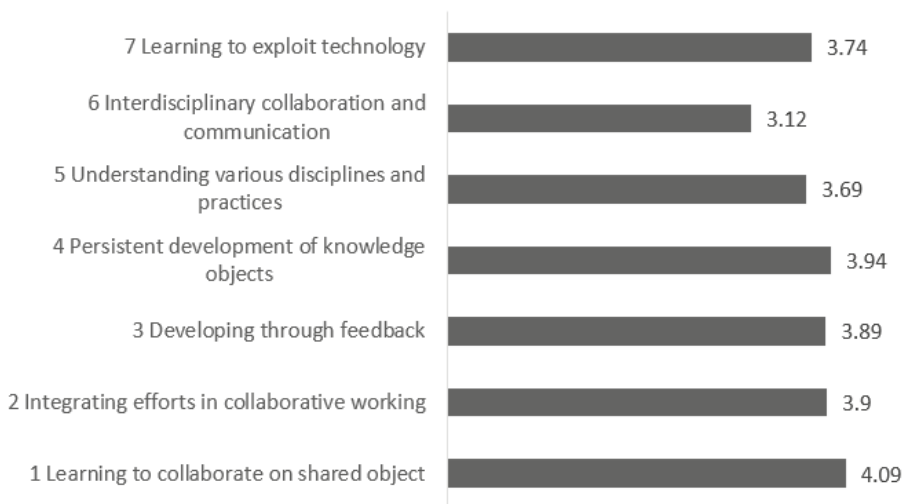 7 Learning to exploit technology
3.74
6 Interdisciplinary collaboration and
communication
3.12
5 Understanding various disciplines and
practices
3.69
4 Persistent development of knowledge
objects
3.94
3 Developing through feedback
3.89
2 Integrating efforts in collaborative working
3.9
1 Learning to collaborate on shared object
4.09